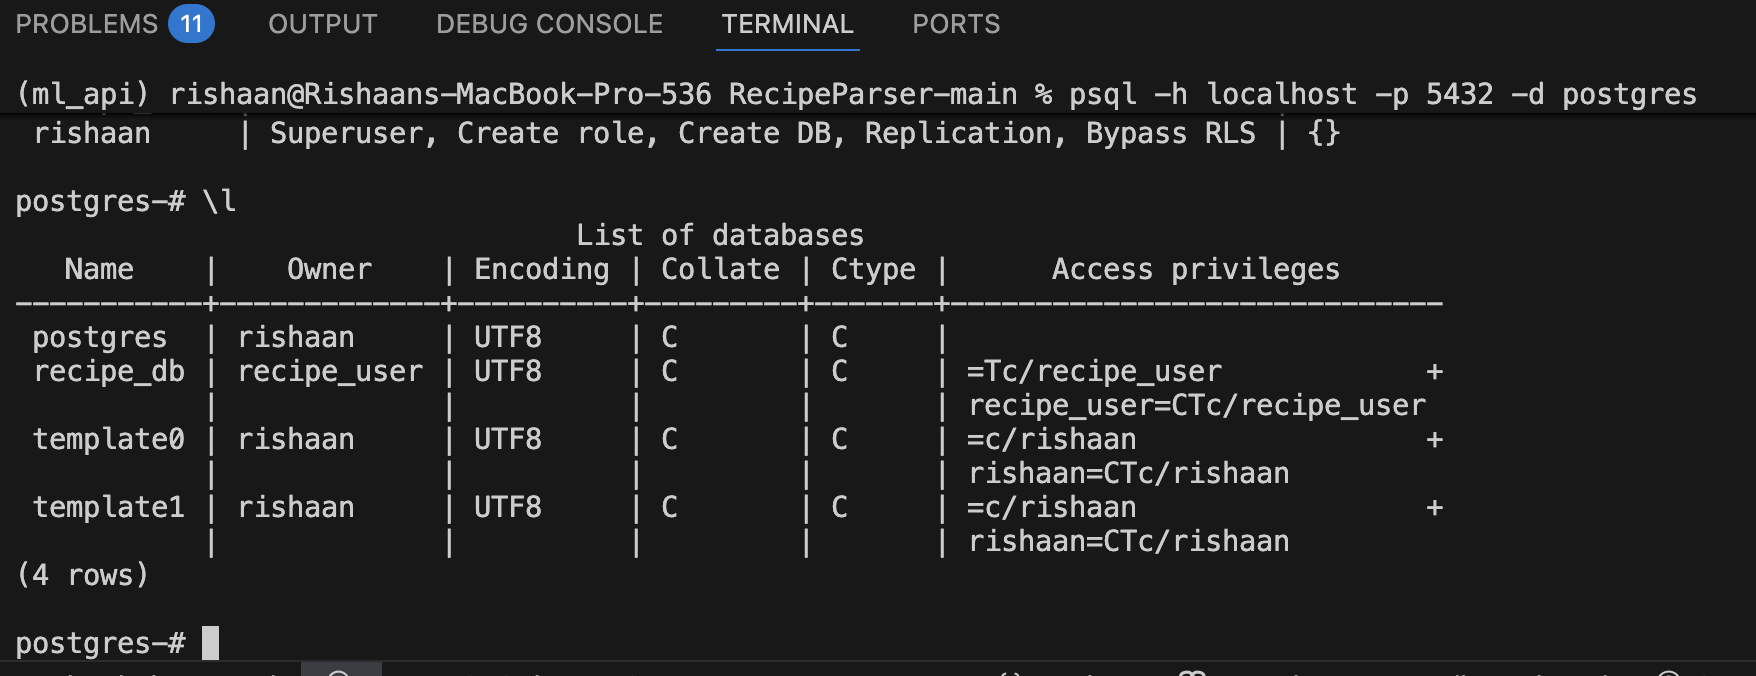 PROBLEMS 11 OUTPUT DEBUG CONSOLE TERMINAL PORTS
(ml_api) rishaan@Rishaans-MacBook-Pro-536 RecipeParser-main % psql -h localhost -p 5432 -d postgres
 rishaan     | Superuser, Create role, Create DB, Replication, Bypass RLS | {}
postgres-# \l
                                 List of databases
   Name    |    Owner    | Encoding | Collate | Ctype |      Access privileges
-----------+-------------+----------+---------+-------+-----------------------------
 postgres  | rishaan     | UTF8     | C       | C     |
 recipe_db | recipe_user | UTF8     | C       | C     | =Tc/recipe_user            +
           |             |          |         |       | recipe_user=CTc/recipe_user
 template0 | rishaan     | UTF8     | C       | C     | =c/rishaan                 +
           |             |          |         |       | rishaan=CTc/rishaan
 template1 | rishaan     | UTF8     | C       | C     | =c/rishaan                 +
           |             |          |         |       | rishaan=CTc/rishaan
(4 rows)
postgres-#